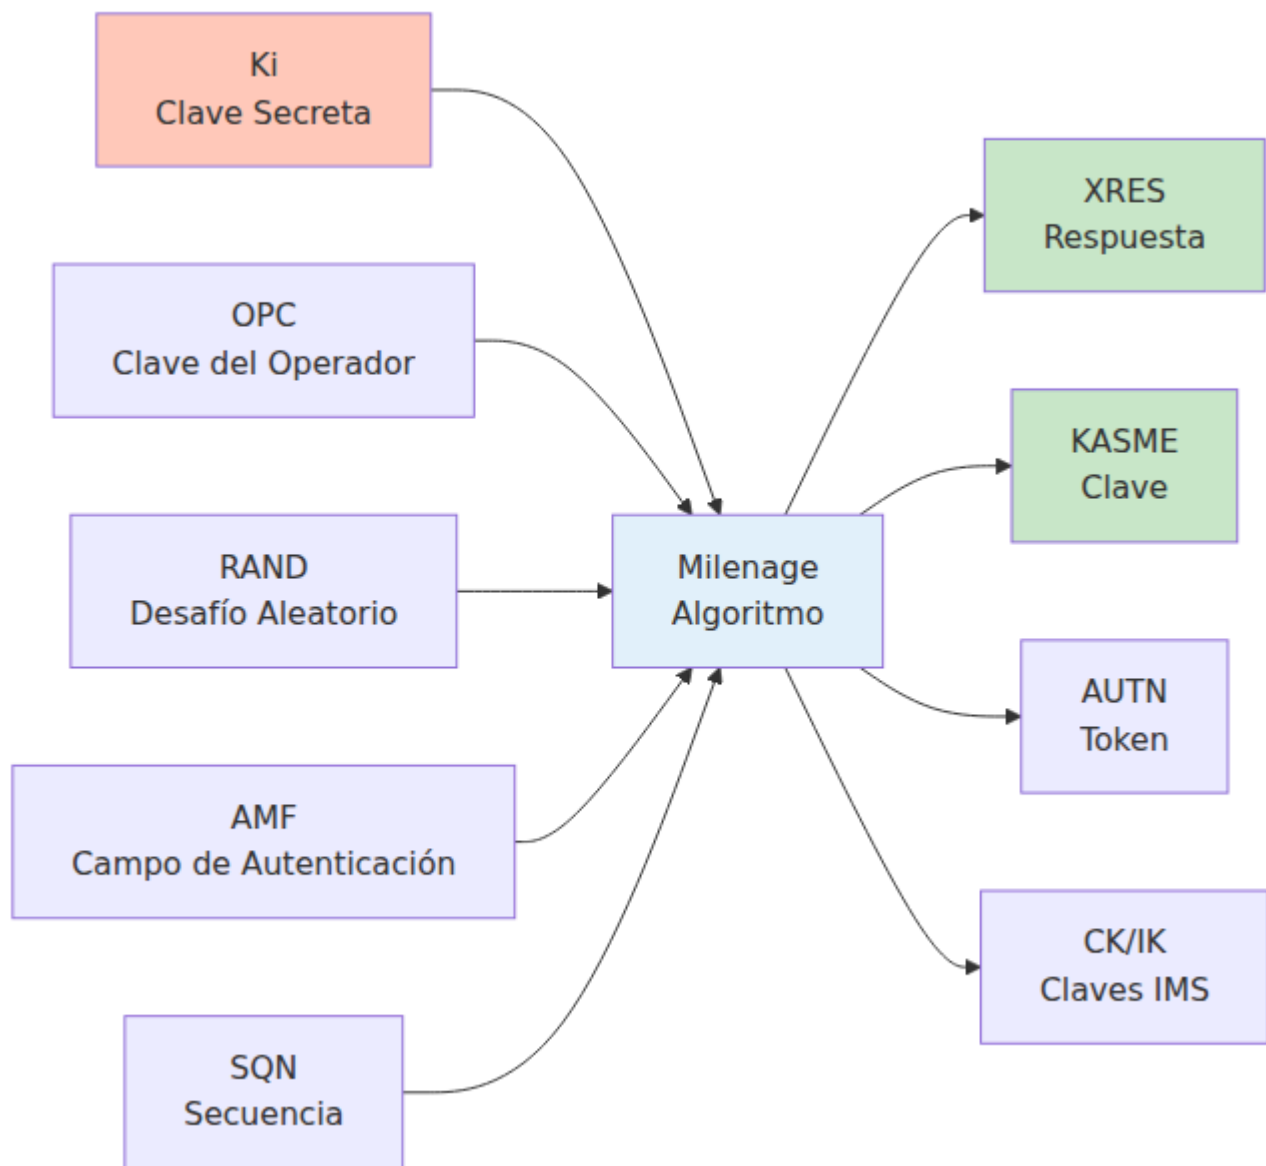 Ki
Clave Secreta
OPC
Clave del Operador
RAND
Desafío Aleatorio
AMF
Campo de Autenticación
SQN
Secuencia
Milenage
Algoritmo
XRES
Respuesta
KASME
Clave
AUTN
Token
CK/IK
Claves IMS